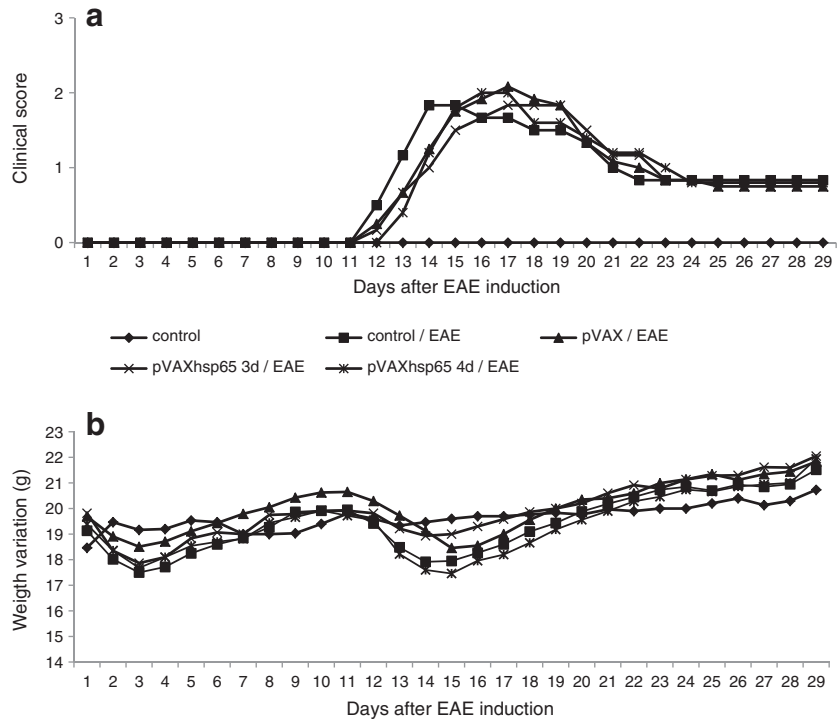 a
3
2
1
0
Clinical score
1 2 3 4 5 6 7 8 9 10 11 12 13 14 15 16 17 18 19 20 21 22 23 24 25 26 27 28 29
Days after EAE induction
control control / EAE pVAX / EAE
pVAXhsp65 3d / EAE pVAXhsp65 4d / EAE
b
23
22
21
20
19
18
17
16
15
14
Weigth variation (g)
1 2 3 4 5 6 7 8 9 10 11 12 13 14 15 16 17 18 19 20 21 22 23 24 25 26 27 28 29
Days after EAE induction